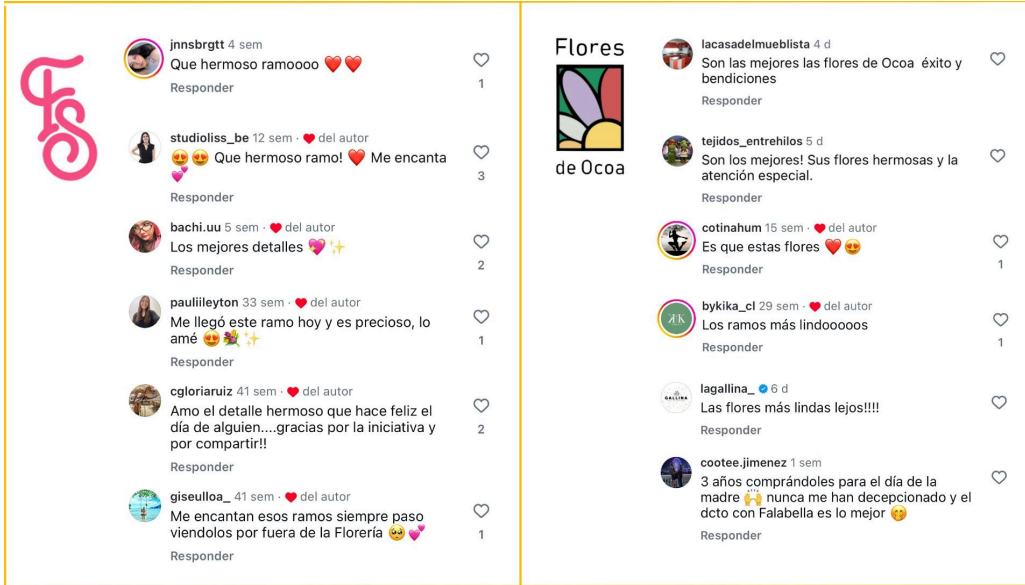 FS
jnnsbrgtt 4 sem
Que hermoso ramoooo ❤️❤️
1
Responder
studioliss_be 12 sem · ❤️ del autor
😍😍 Que hermoso ramo! ❤️ Me encanta
💕
3
Responder
bachi.uu 5 sem · ❤️ del autor
Los mejores detalles 💖✨
2
Responder
pauliileyton 33 sem · ❤️ del autor
Me llegó este ramo hoy y es precioso, lo
amé 😍💐✨
1
Responder
cgloriaruiz 41 sem · ❤️ del autor
Amo el detalle hermoso que hace feliz el
día de alguien....gracias por la iniciativa y
por compartir!!
2
Responder
giseulloa_ 41 sem · ❤️ del autor
Me encantan esos ramos siempre paso
viendolos por fuera de la Florería 🥺💕
1
Responder
Flores
de Ocoa
lacasadelmueblista 4 d
Son las mejores las flores de Ocoa éxito y
bendiciones
Responder
tejidos_entrehilos 5 d
Son los mejores! Sus flores hermosas y la
atención especial.
Responder
cotinahum 15 sem · ❤️ del autor
Es que estas flores ❤️😍
1
Responder
bykika_cl 29 sem · ❤️ del autor
Los ramos más lindooooos
1
Responder
GALLINA
lagallina_ 6 d
Las flores más lindas lejos!!!!
Responder
cootee.jimenez 1 sem
3 años comprándoles para el día de la
madre 🙌 nunca me han decepcionado y el
dcto con Falabella es lo mejor 🤭
Responder